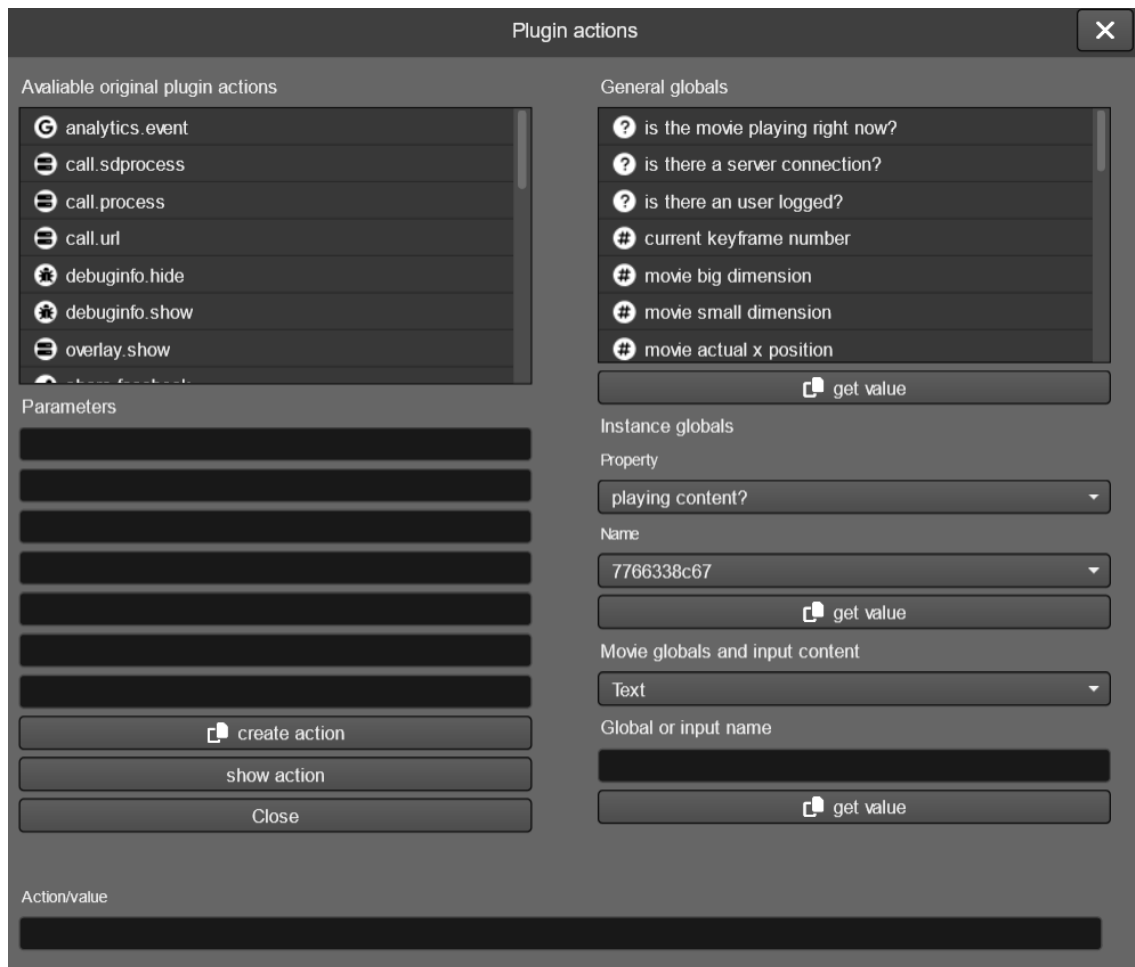 Plugin actions
Avaliable original plugin actions
analytics.event
call.sdprocess
call.process
call.url
debuginfo.hide
debuginfo.show
overlay.show
Parameters
create action
show action
Close
General globals
is the movie playing right now?
is there a server connection?
is there an user logged?
current keyframe number
movie big dimension
movie small dimension
movie actual x position
get value
Instance globals
Property
playing content?
Name
7766338c67
get value
Movie globals and input content
Text
Global or input name
get value
Action/value